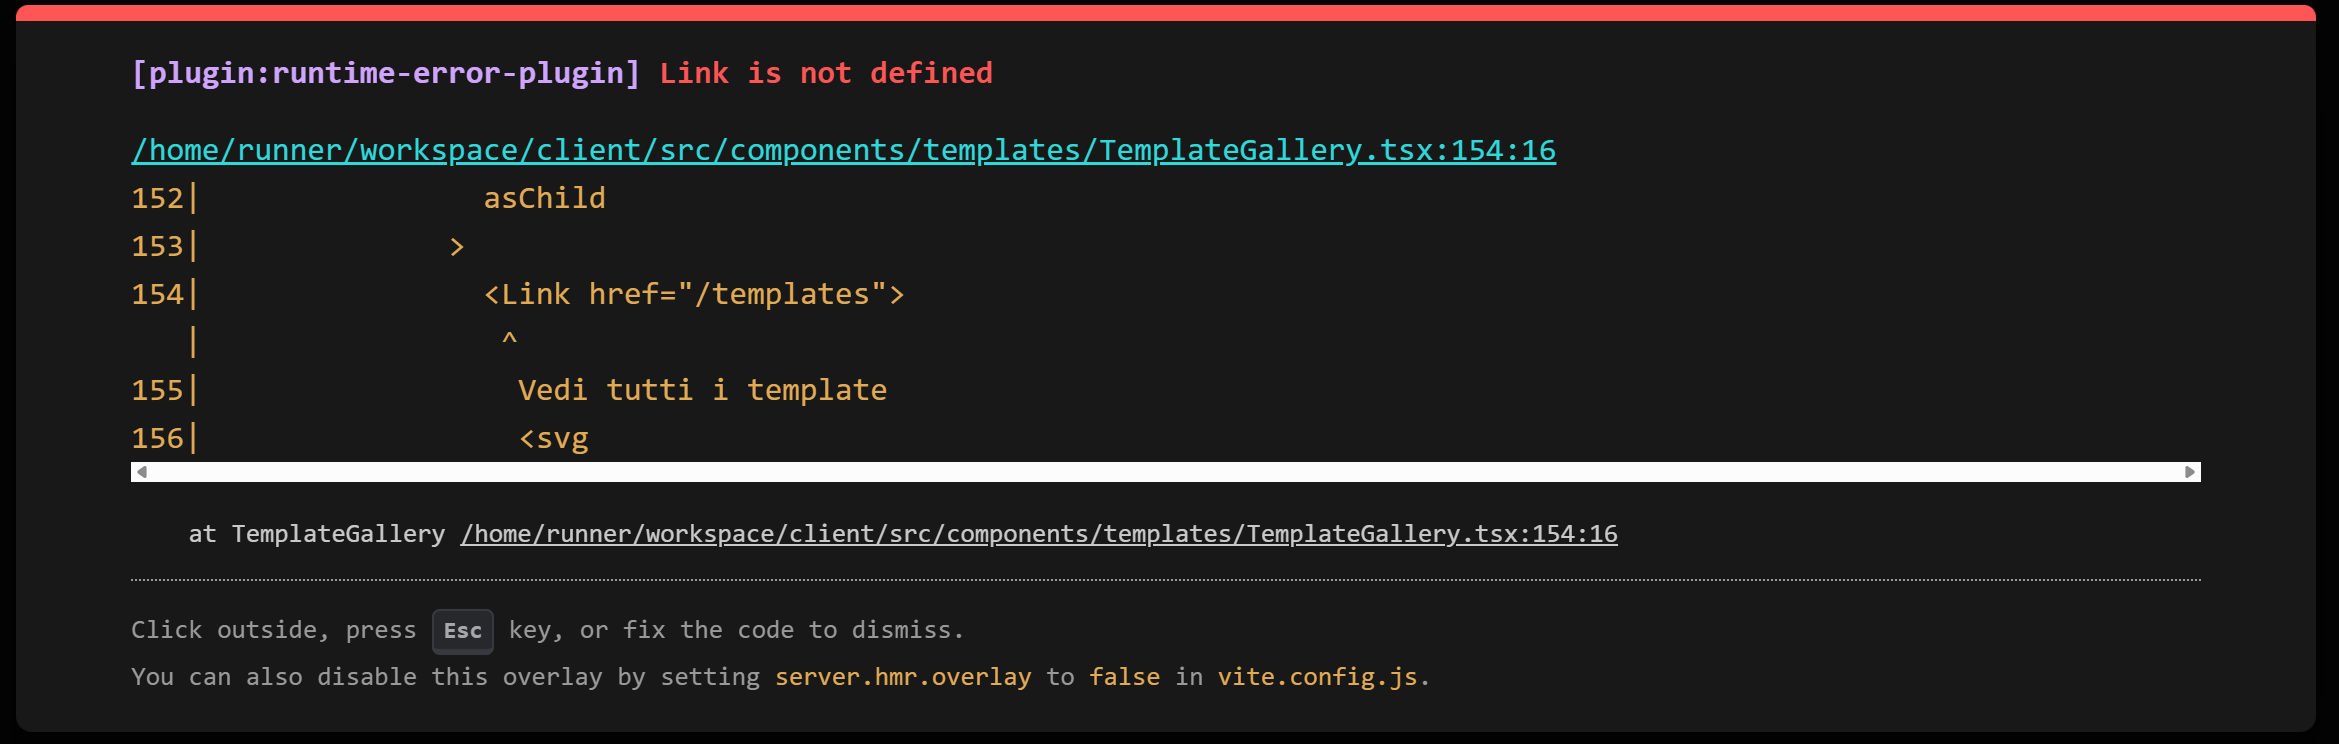 [plugin:runtime-error-plugin] Link is not defined
/home/runner/workspace/client/src/components/templates/TemplateGallery.tsx:154:16
152|                asChild
153|              >
154|                <Link href="/templates">
   |                 ^
155|                  Vedi tutti i template
156|                  <svg
at TemplateGallery /home/runner/workspace/client/src/components/templates/TemplateGallery.tsx:154:16
Click outside, press Esc key, or fix the code to dismiss.
You can also disable this overlay by setting server.hmr.overlay to false in vite.config.js.